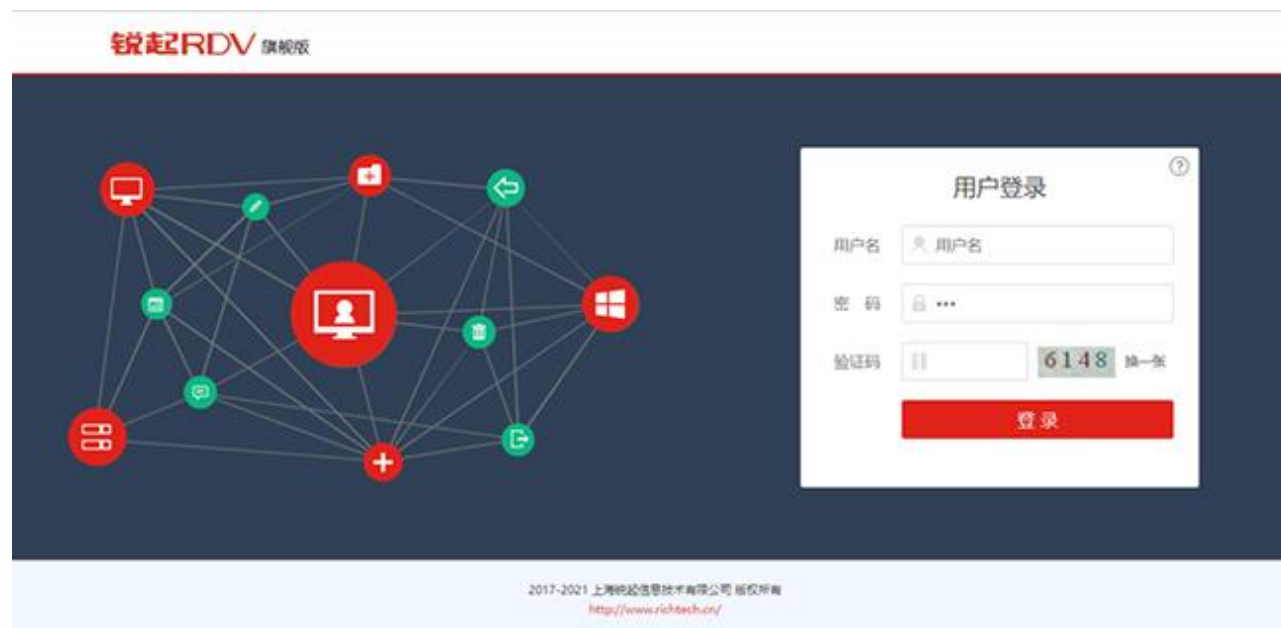 锐起RDV 旗舰版
用户登录
用户名 用户名
密 码 •••
验证码 6148 换一张
登 录
2017-2021 上海锐起信息技术有限公司 版权所有
http://www.richtech.cn/